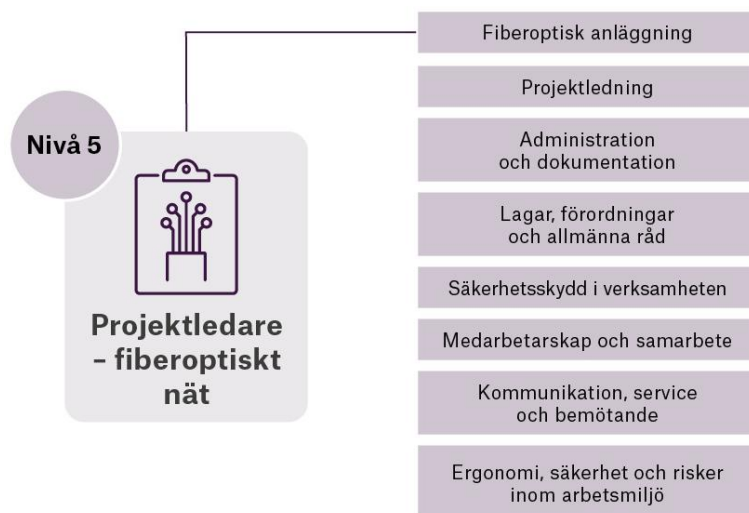 Nivå 5
Projektledare
– fiberoptiskt
nät
Fiberoptisk anläggning
Projektledning
Administration
och dokumentation
Lagar, förordningar
och allmänna råd
Säkerhetsskydd i verksamheten
Medarbetarskap och samarbete
Kommunikation, service
och bemötande
Ergonomi, säkerhet och risker
inom arbetsmiljö